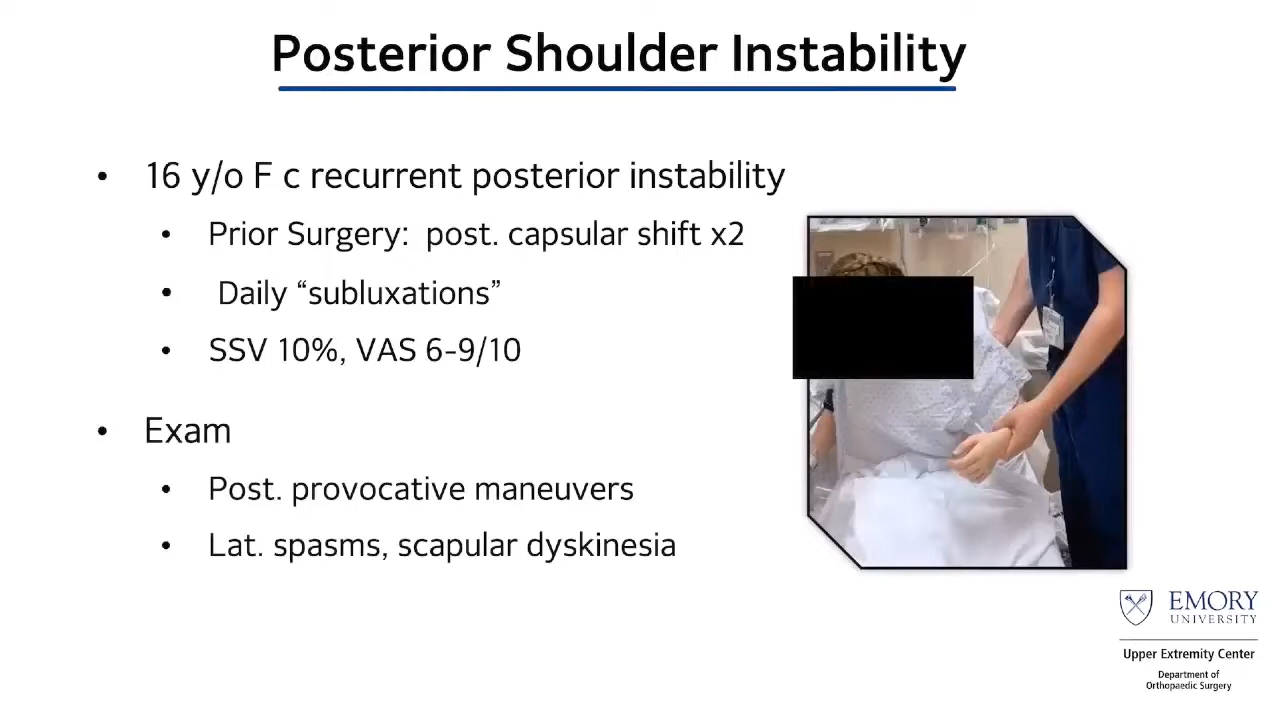 Posterior Shoulder Instability
• 16 y/o F c recurrent posterior instability
• Prior Surgery: post. capsular shift x2
• Daily “subluxations”
• SSV 10%, VAS 6-9/10
• Exam
• Post. provocative maneuvers
• Lat. spasms, scapular dyskinesia
EMORY
UNIVERSITY
Upper Extremity Center
Department of
Orthopaedic Surgery